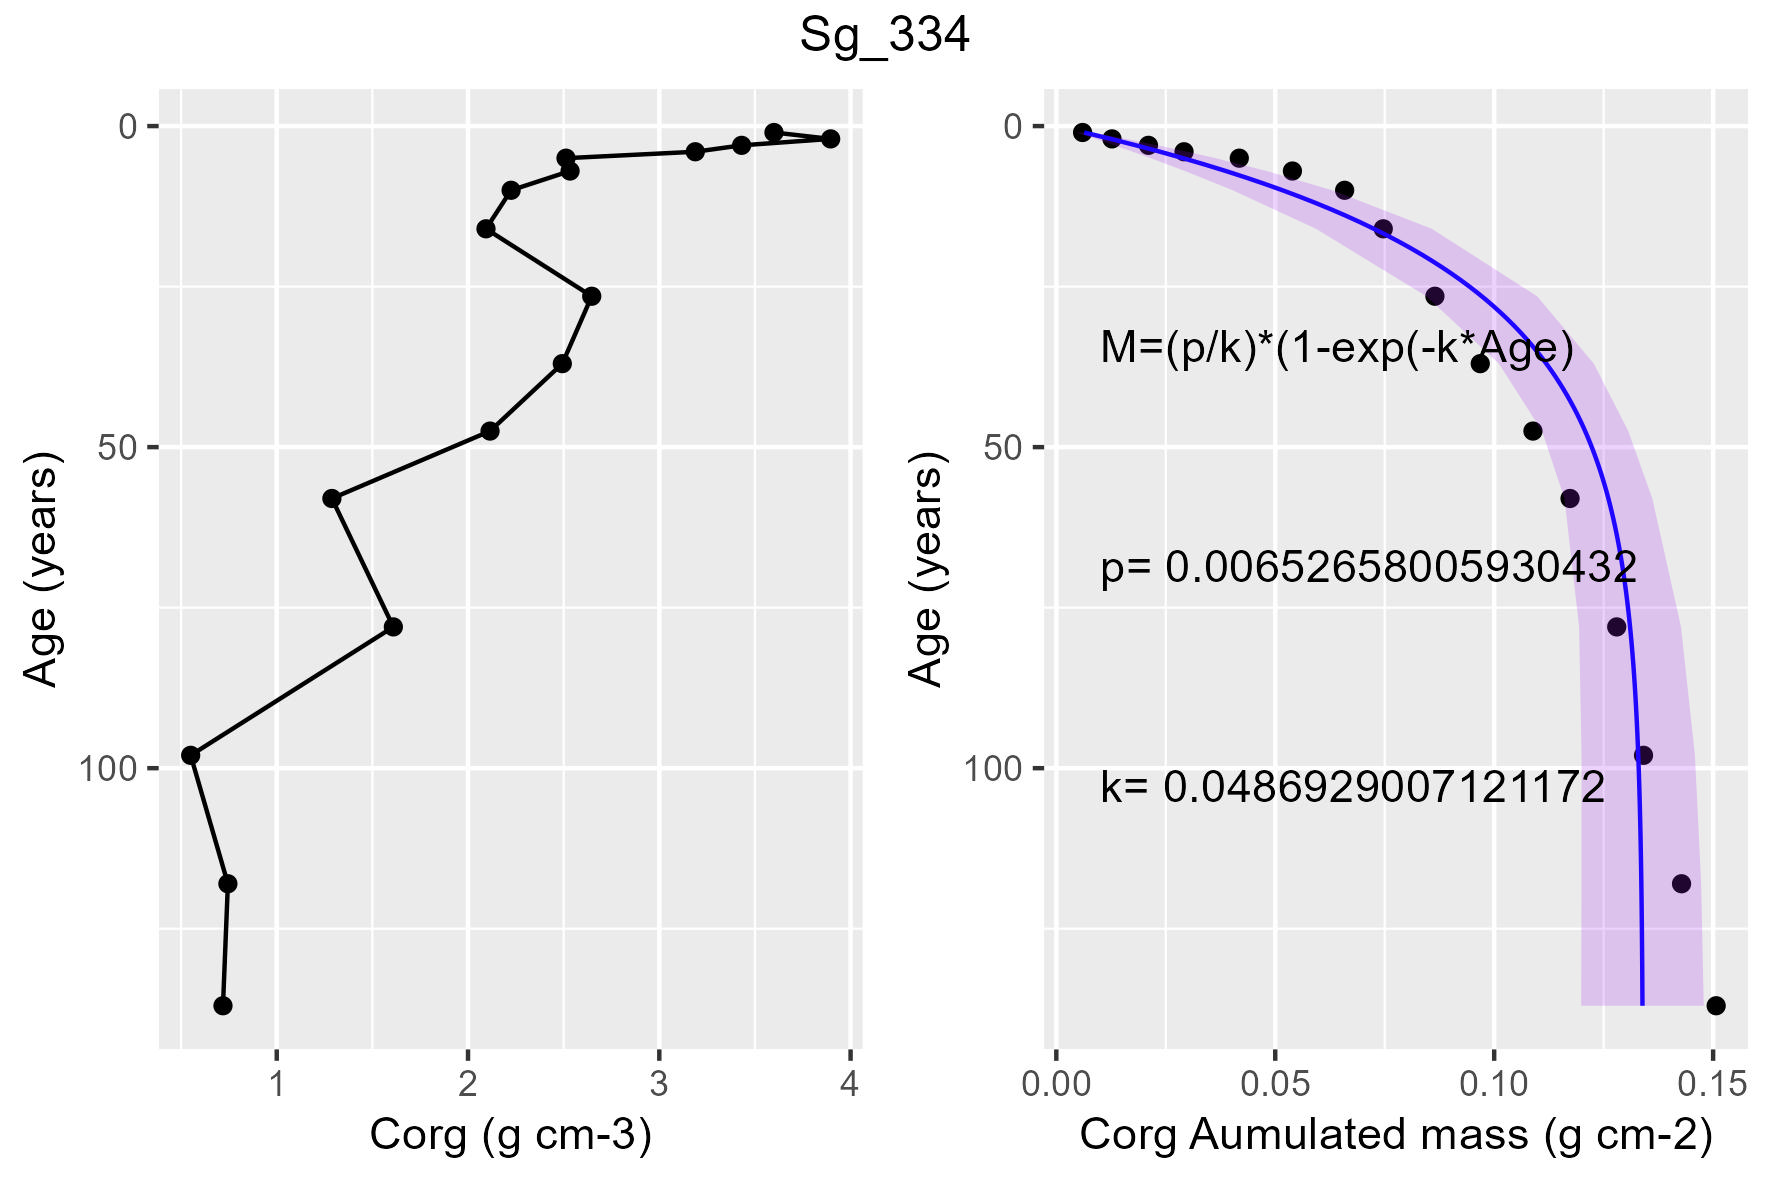 Sg_334
0
50
100
Age (years)
1
2
3
4
Corg (g cm-3)
0
50
100
Age (years)
M=(p/k)*(1-exp(-k*Age)
p= 0.00652658005930432
k= 0.0486929007121172
0.00
0.05
0.10
0.15
Corg Aumulated mass (g cm-2)